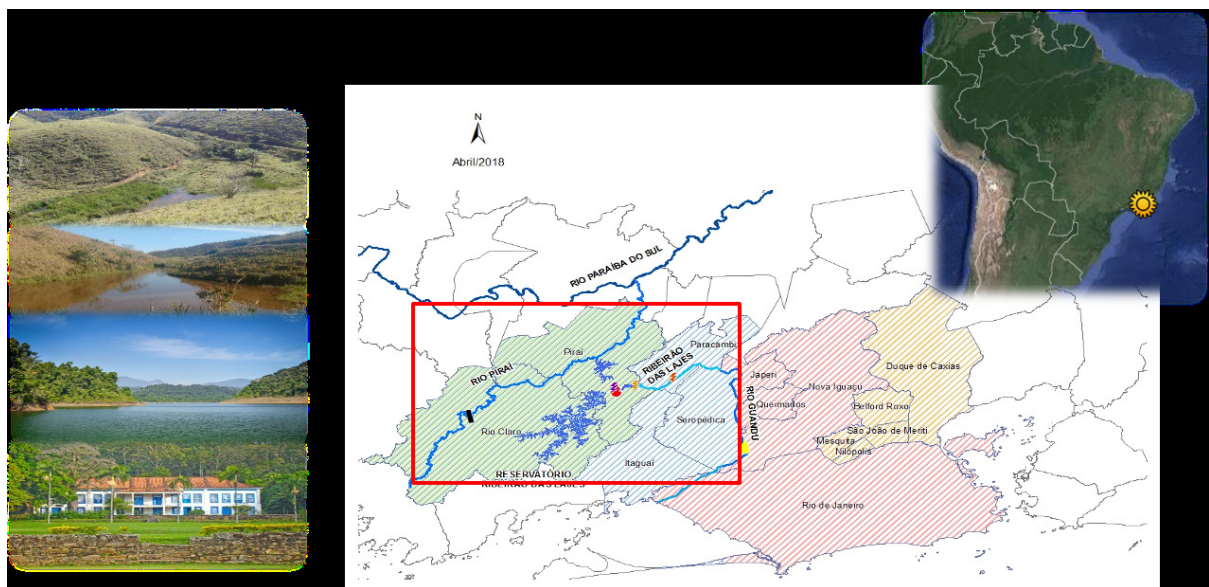 N
Abril/2018
RIO PARAÍBA DO SUL
Piraí
Paracambi
RIBEIRÃO
DAS LAJES
RIO PIRAÍ
Japeri
Duque de Caxias
Nova Iguaçu
Queimados
RIO GUANDU
Belford Roxo
Seropédica
São João de Meriti
Rio Claro
Mesquita
Nilópolis
Itaguaí
RESERVATÓRIO
RIBEIRÃO DAS LAJES
Rio de Janeiro